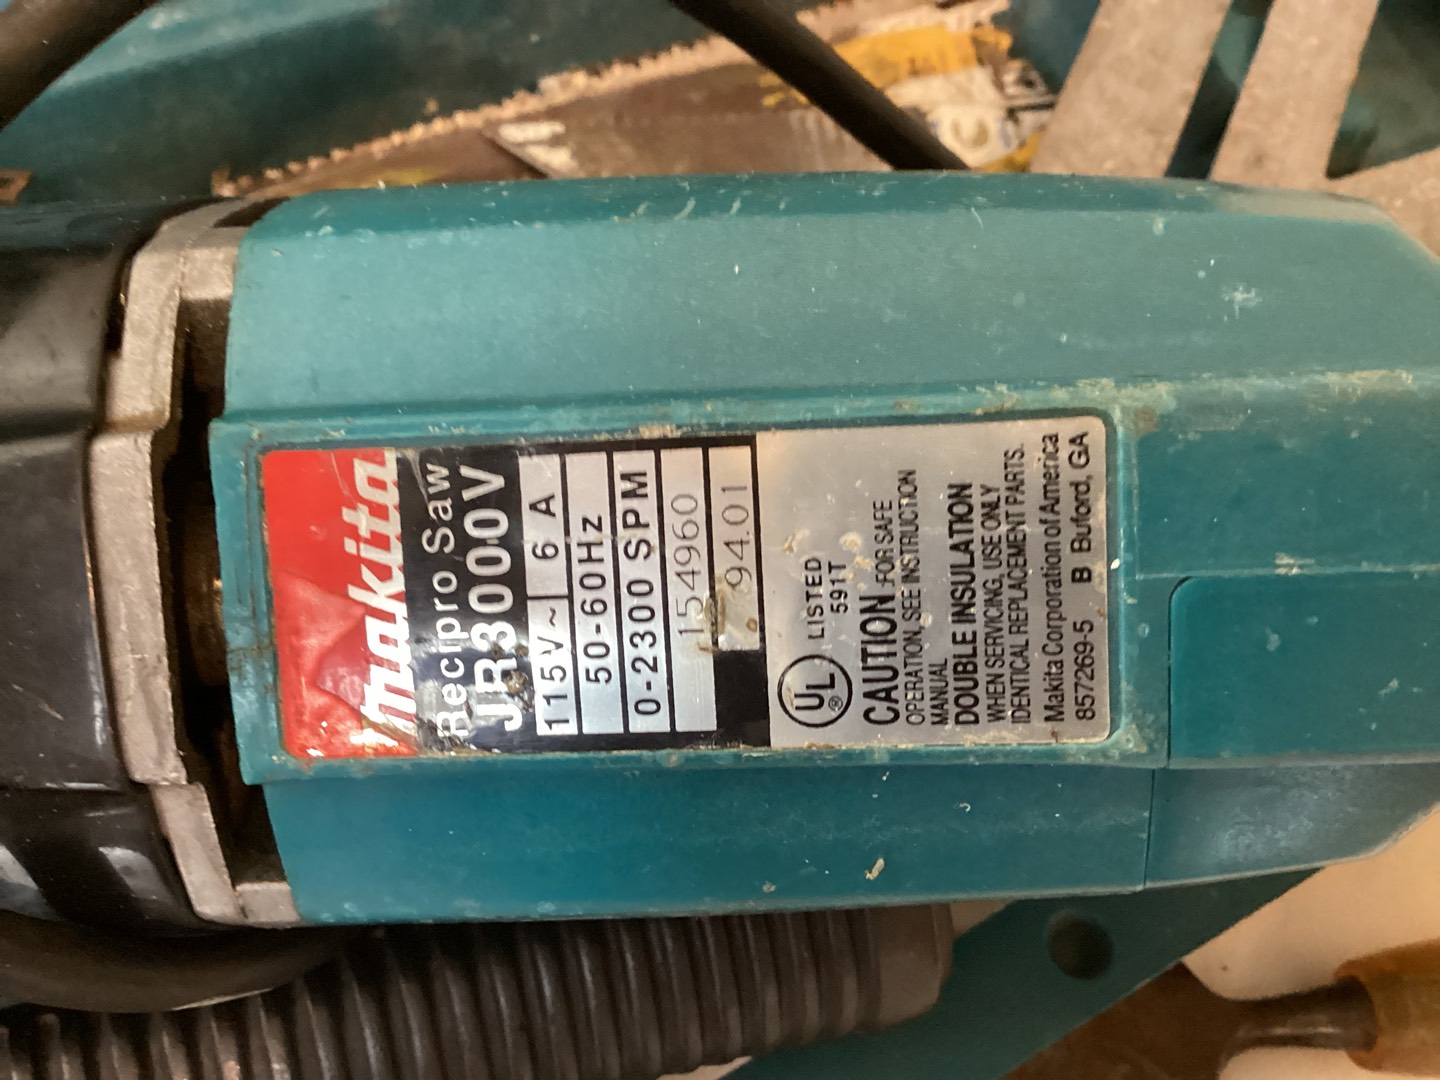 makita
Recipro Saw
JR3000V
115V~ 6 A
50-60Hz
0-2300 SPM
154960
94.01
UL
®
LISTED
591T
CAUTION :FOR SAFE
OPERATION, SEE INSTRUCTION
MANUAL
DOUBLE INSULATION
WHEN SERVICING, USE ONLY
IDENTICAL REPLACEMENT PARTS.
Makita Corporation of America
857269-5 B Buford, GA